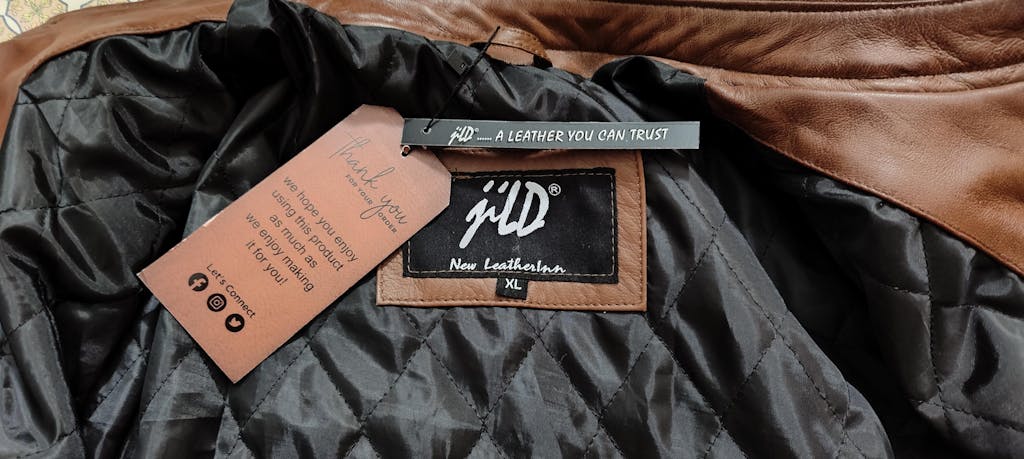 Thank you
FOR YOUR ORDER
we hope you enjoy
using this product
as much as
we enjoy making
it for you!
Let's Connect
jiLD® ...... A LEATHER YOU CAN TRUST
jiLD®
New LeatherInn
XL